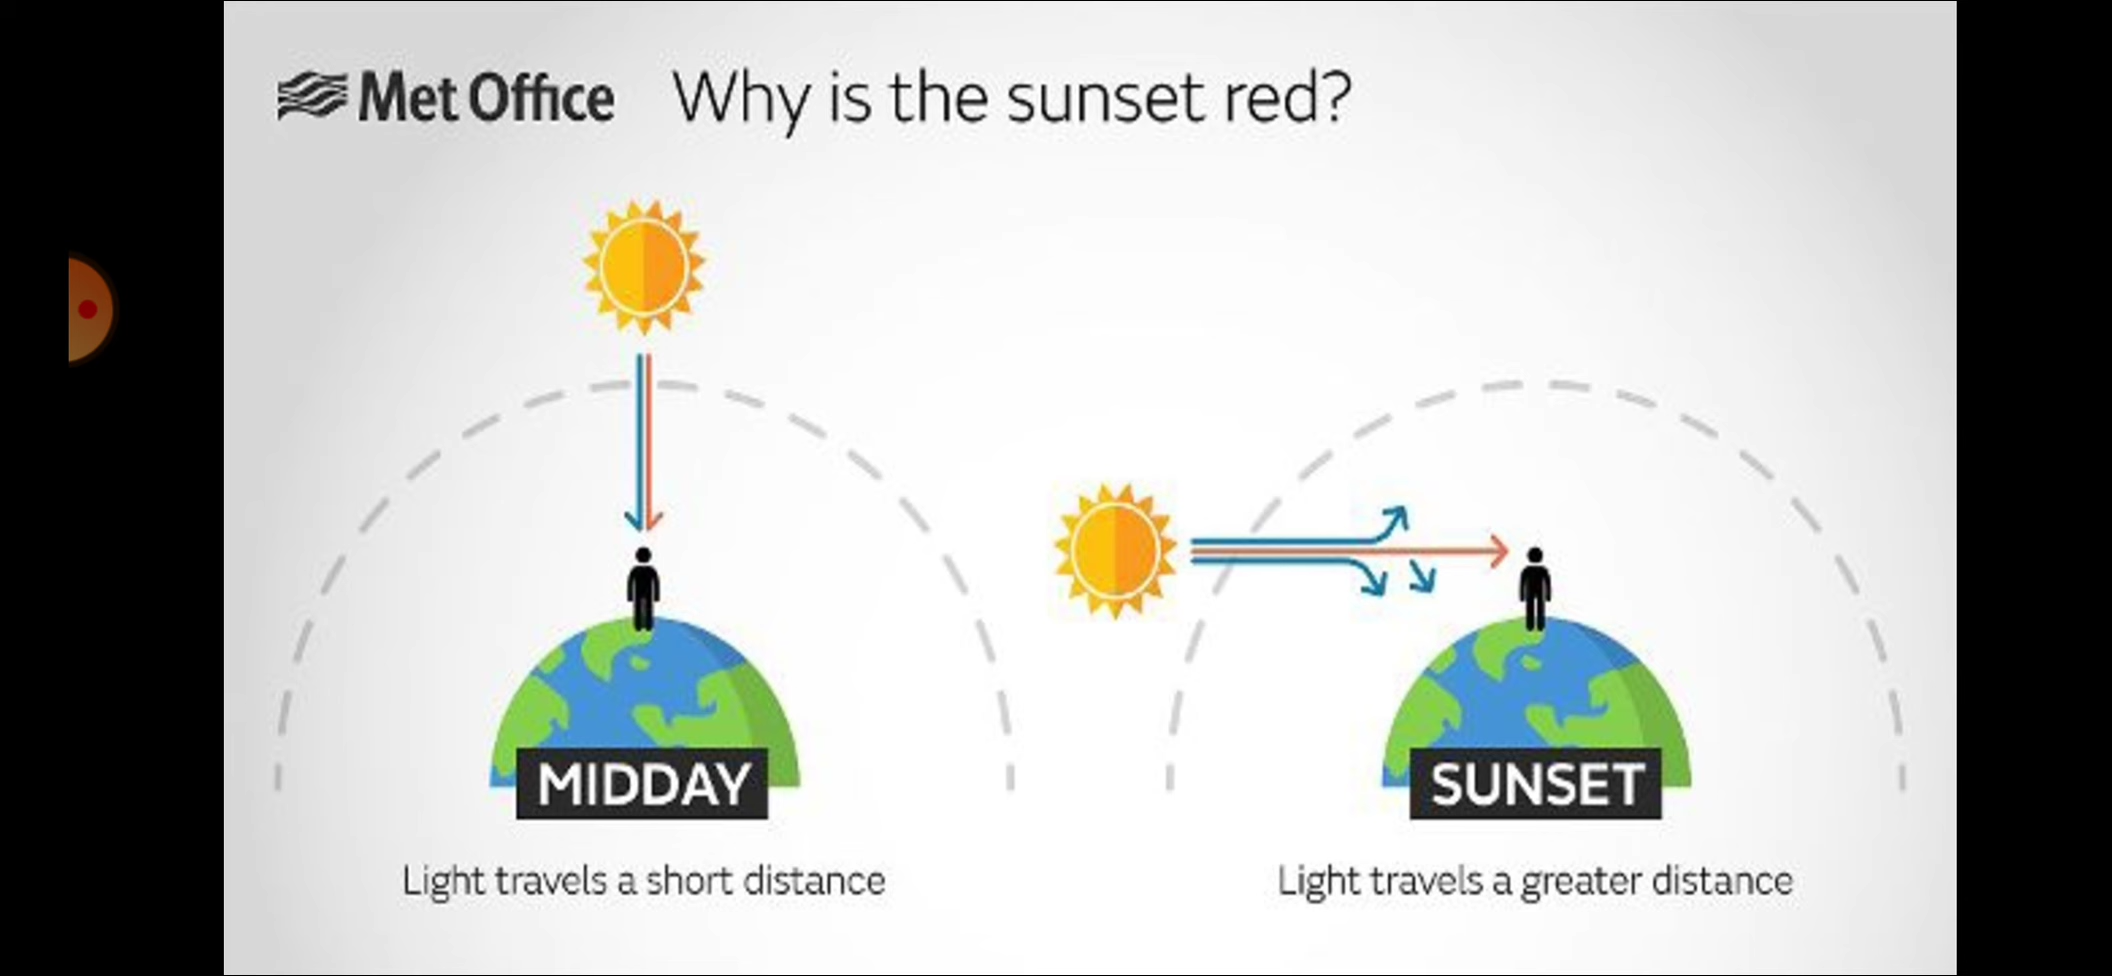 Met Office Why is the sunset red?
MIDDAY
Light travels a short distance
SUNSET
Light travels a greater distance